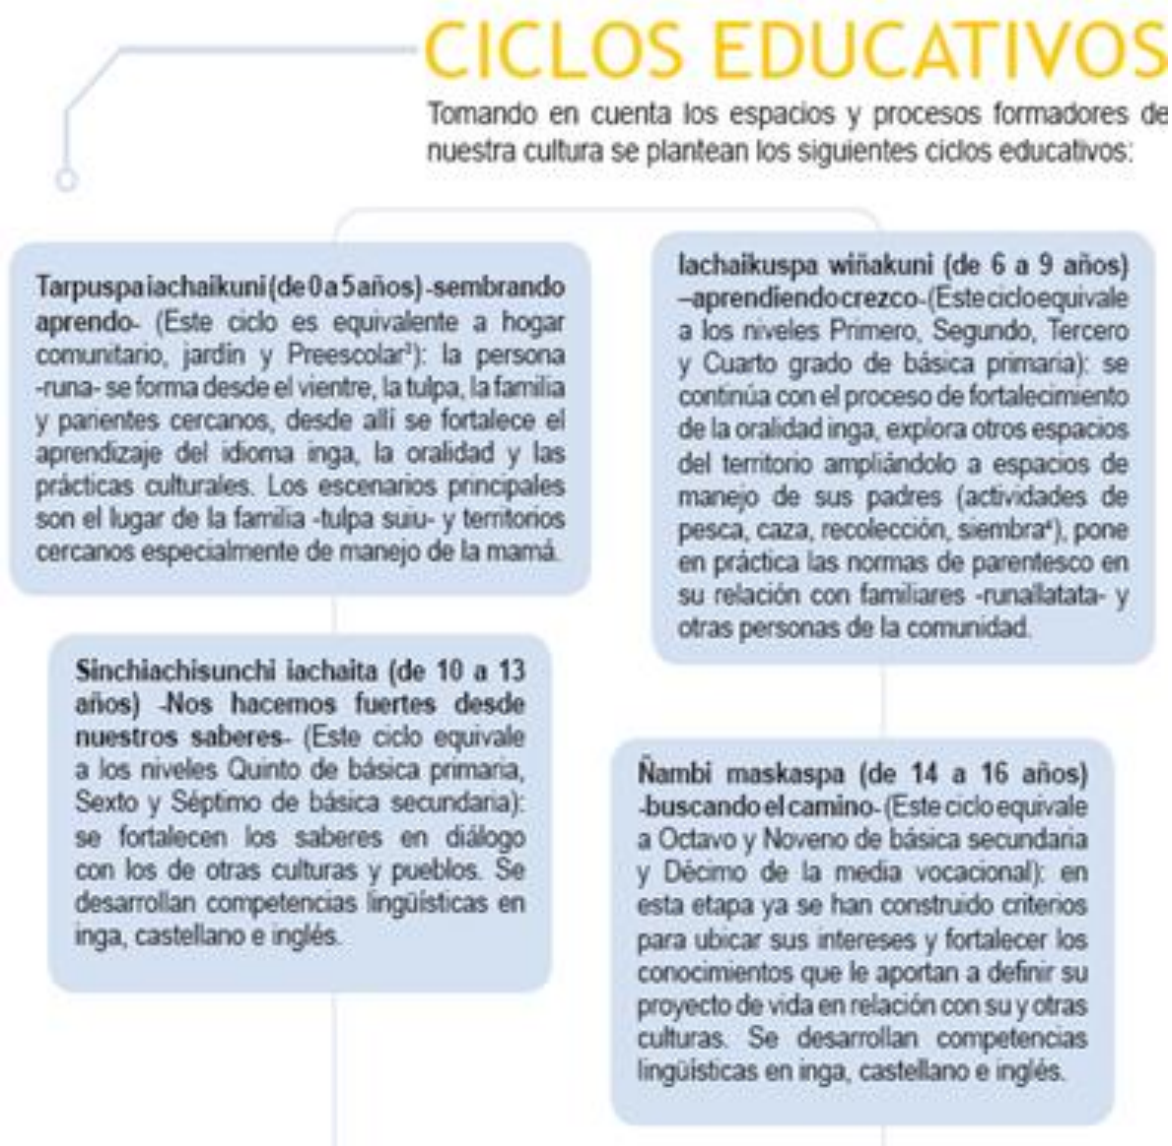 CICLOS EDUCATIVOS
Tomando en cuenta los espacios y procesos formadores de
nuestra cultura se plantean los siguientes ciclos educativos:
Tarpuspa iachaikuni (de 0 a 5 años) -sembrando
aprendo- (Este ciclo es equivalente a hogar
comunitario, jardín y Preescolar³): la persona
-runa- se forma desde el vientre, la tulpa, la familia
y parientes cercanos, desde allí se fortalece el
aprendizaje del idioma inga, la oralidad y las
prácticas culturales. Los escenarios principales
son el lugar de la familia -tulpa suiu- y territorios
cercanos especialmente de manejo de la mamá.
Iachaikuspa wiñakuni (de 6 a 9 años)
–aprendiendo crezco- (Este ciclo equivale
a los niveles Primero, Segundo, Tercero
y Cuarto grado de básica primaria): se
continúa con el proceso de fortalecimiento
de la oralidad inga, explora otros espacios
del territorio ampliándolo a espacios de
manejo de sus padres (actividades de
pesca, caza, recolección, siembra⁴), pone
en práctica las normas de parentesco en
su relación con familiares -runallatata- y
otras personas de la comunidad.
Sinchiachisunchi iachaita (de 10 a 13
años) -Nos hacemos fuertes desde
nuestros saberes- (Este ciclo equivale
a los niveles Quinto de básica primaria,
Sexto y Séptimo de básica secundaria):
se fortalecen los saberes en diálogo
con los de otras culturas y pueblos. Se
desarrollan competencias lingüísticas en
inga, castellano e inglés.
Ñambi maskaspa (de 14 a 16 años)
-buscando el camino- (Este ciclo equivale
a Octavo y Noveno de básica secundaria
y Décimo de la media vocacional): en
esta etapa ya se han construido criterios
para ubicar sus intereses y fortalecer los
conocimientos que le aportan a definir su
proyecto de vida en relación con su y otras
culturas. Se desarrollan competencias
lingüísticas en inga, castellano e inglés.